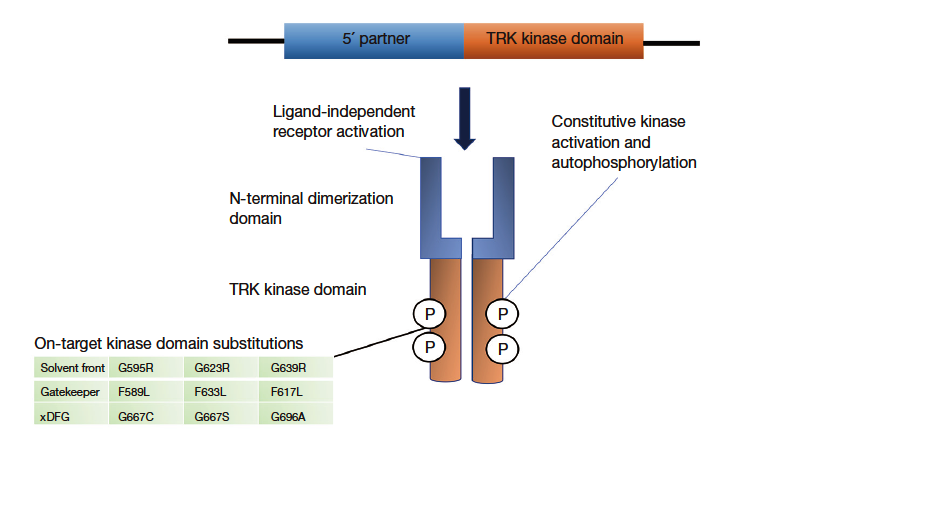 5′ partner TRK kinase domain
Ligand-independent
receptor activation
Constitutive kinase
activation and
autophosphorylation
N-terminal dimerization
domain
TRK kinase domain
P P
P P
On-target kinase domain substitutions
Solvent front G595R G623R G639R
Gatekeeper F589L F633L F617L
xDFG G667C G667S G696A